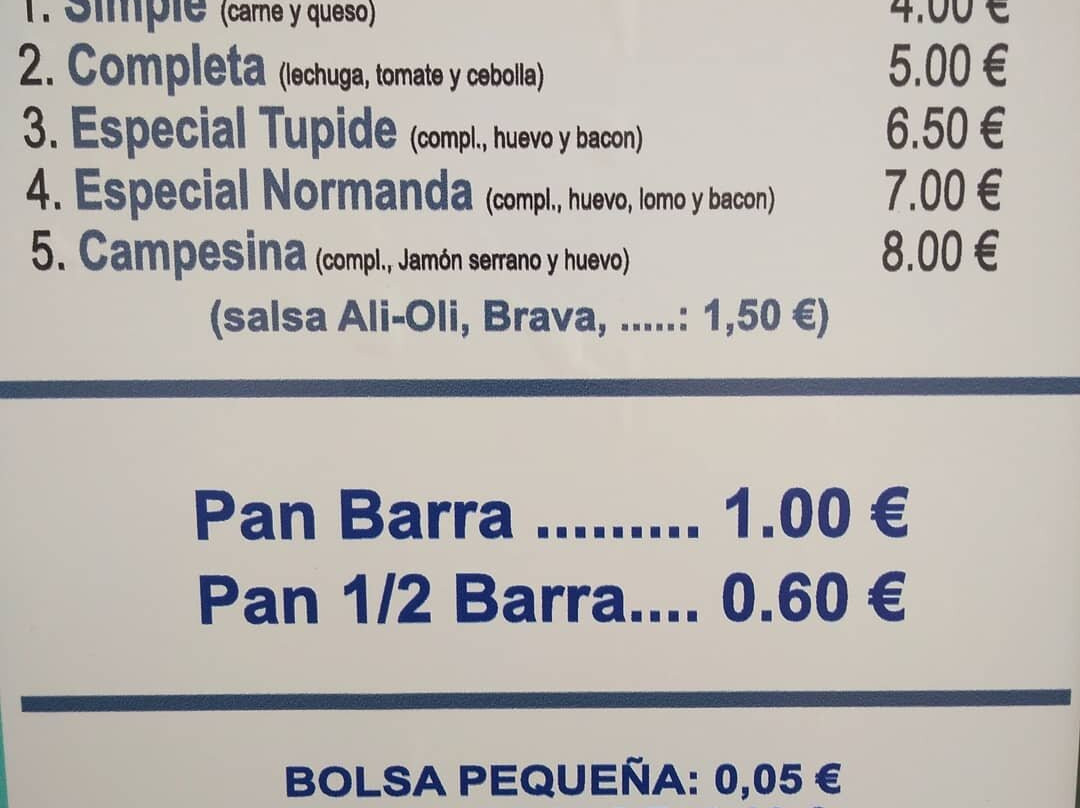 1. Simple (carne y queso) 4.00 €
2. Completa (lechuga, tomate y cebolla) 5.00 €
3. Especial Tupide (compl., huevo y bacon) 6.50 €
4. Especial Normanda (compl., huevo, lomo y bacon) 7.00 €
5. Campesina (compl., Jamón serrano y huevo) 8.00 €
(salsa Ali-Oli, Brava, .....: 1,50 €)
Pan Barra ......... 1.00 €
Pan 1/2 Barra.... 0.60 €
BOLSA PEQUEÑA: 0,05 €